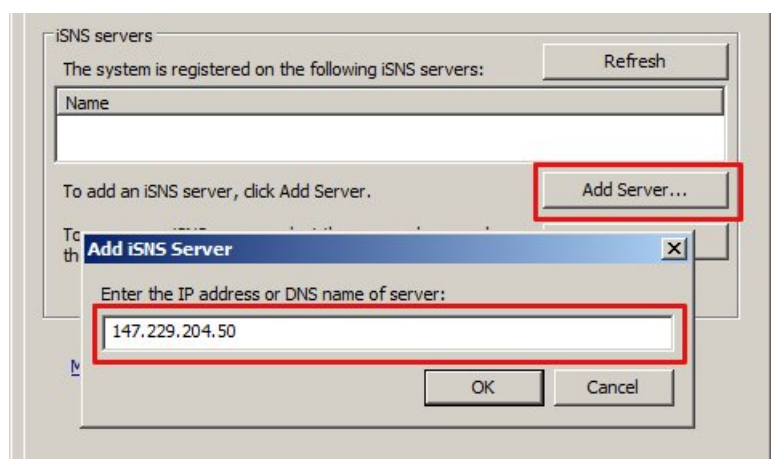 iSNS servers
The system is registered on the following iSNS servers:
Refresh
Name
To add an iSNS server, click Add Server.
Add Server...
Add iSNS Server
Enter the IP address or DNS name of server:
147.229.204.50
OK
Cancel